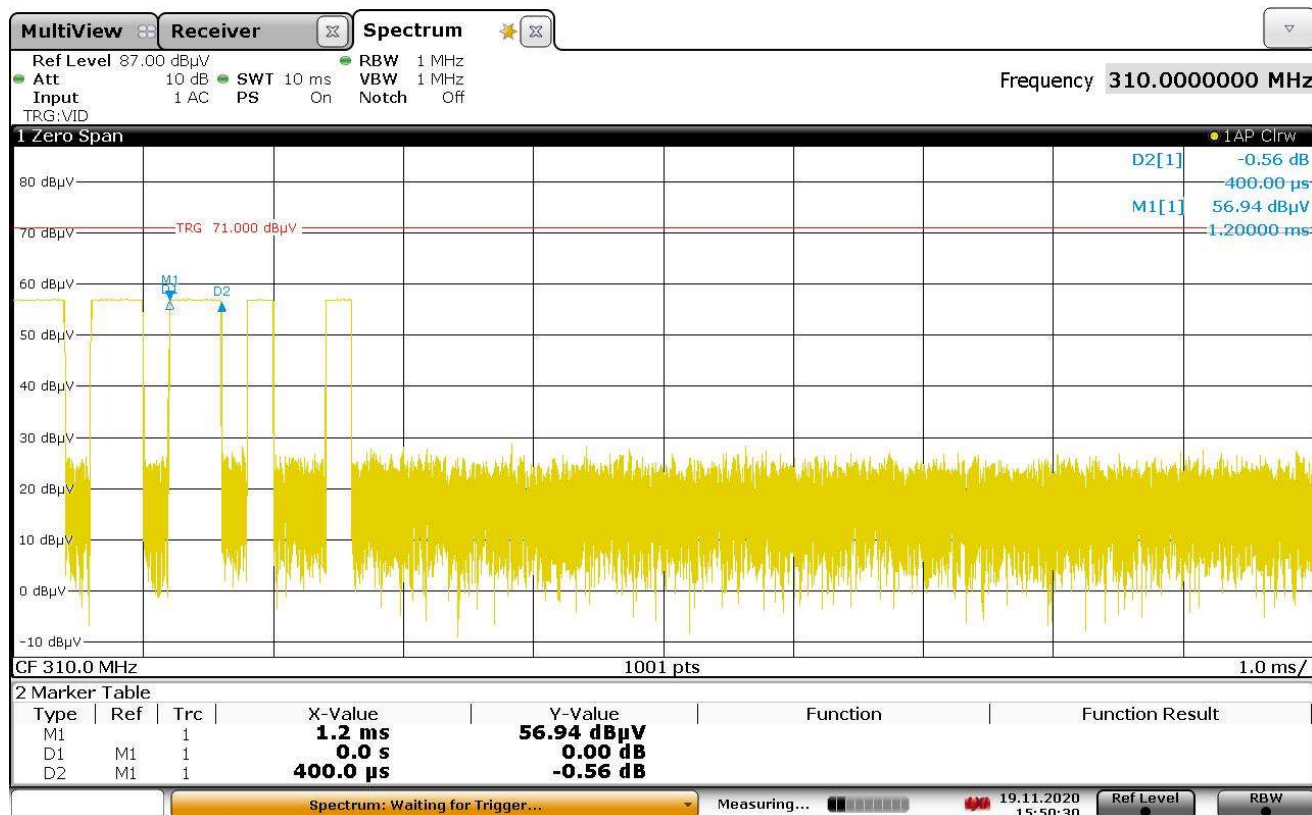 MultiView Receiver Spectrum
Ref Level 87.00 dBµV RBW 1 MHz
Att 10 dB SWT 10 ms VBW 1 MHz
Input 1 AC PS On Notch Off
TRG:VID
Frequency 310.0000000 MHz
1 Zero Span 1AP Clrw
D2[1] -0.56 dB
400.00 µs
M1[1] 56.94 dBµV
1.20000 ms
80 dBµV
TRG 71.000 dBµV
70 dBµV
60 dBµV
M1
D1 D2
50 dBµV
40 dBµV
30 dBµV
20 dBµV
10 dBµV
0 dBµV
-10 dBµV
CF 310.0 MHz 1001 pts 1.0 ms/
2 Marker Table
Type Ref Trc X-Value Y-Value Function Function Result
M1 1 1.2 ms 56.94 dBµV
D1 M1 1 0.0 s 0.00 dB
D2 M1 1 400.0 µs -0.56 dB
Spectrum: Waiting for Trigger... Measuring... 19.11.2020 Ref Level RBW
15:50:30